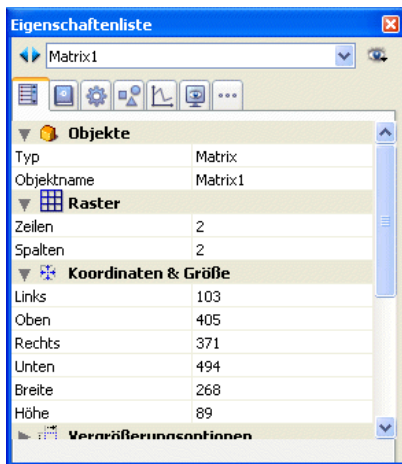 Eigenschaftenliste
Matrix1
Objekte
Typ Matrix
Objektname Matrix1
Raster
Zeilen 2
Spalten 2
Koordinaten & Größe
Links 103
Oben 405
Rechts 371
Unten 494
Breite 268
Höhe 89
Vergrößerungsoptionen